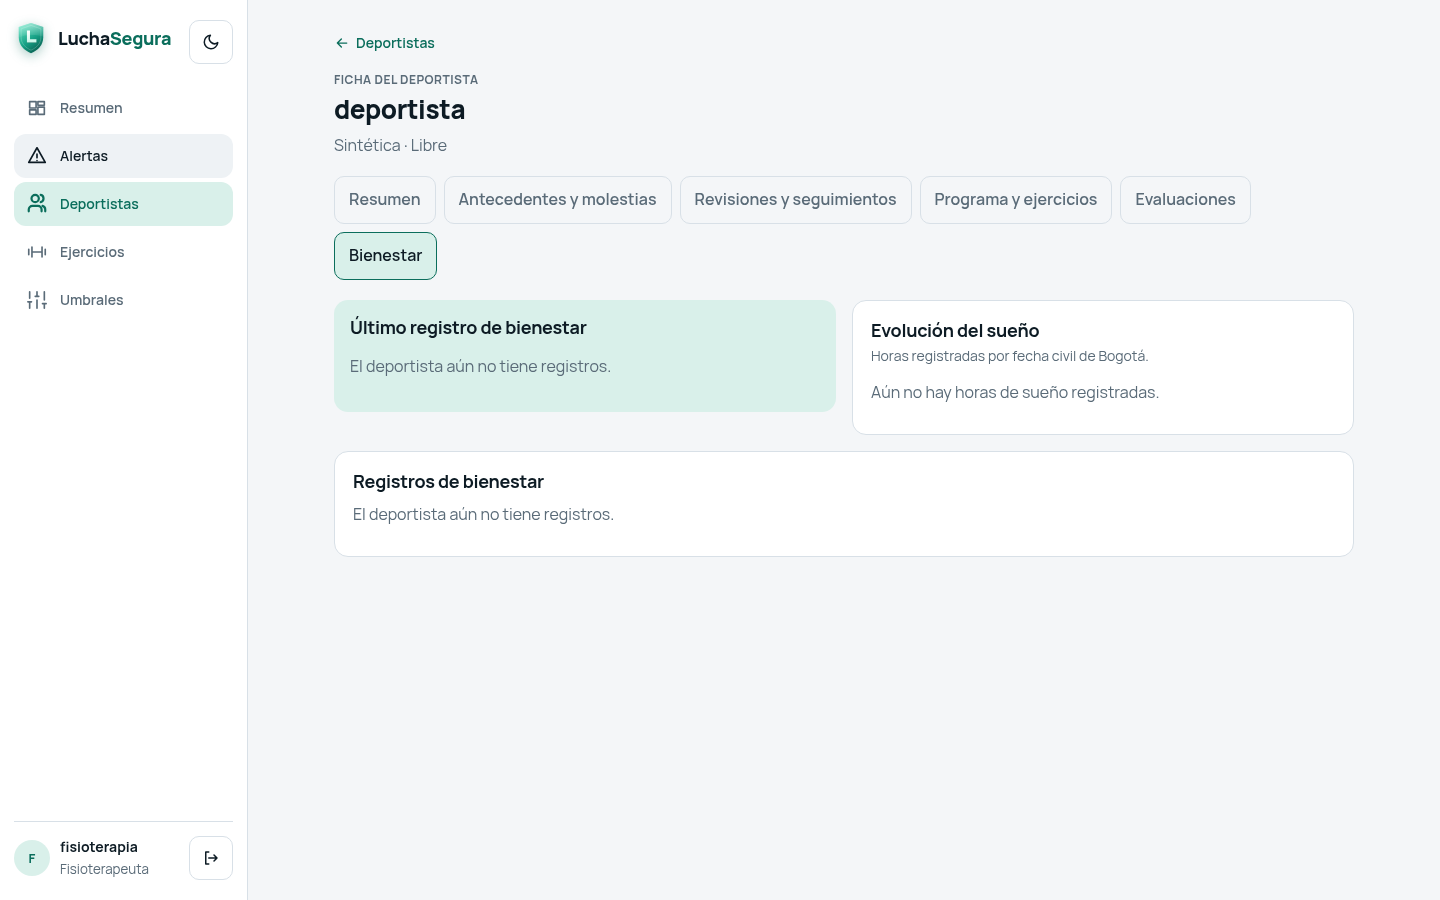 LuchaSegura
Resumen
Alertas
Deportistas
Ejercicios
Umbrales
F
fisioterapia
Fisioterapeuta
← Deportistas
FICHA DEL DEPORTISTA
deportista
Sintética · Libre
Resumen
Antecedentes y molestias
Revisiones y seguimientos
Programa y ejercicios
Evaluaciones
Bienestar
Último registro de bienestar
El deportista aún no tiene registros.
Evolución del sueño
Horas registradas por fecha civil de Bogotá.
Aún no hay horas de sueño registradas.
Registros de bienestar
El deportista aún no tiene registros.